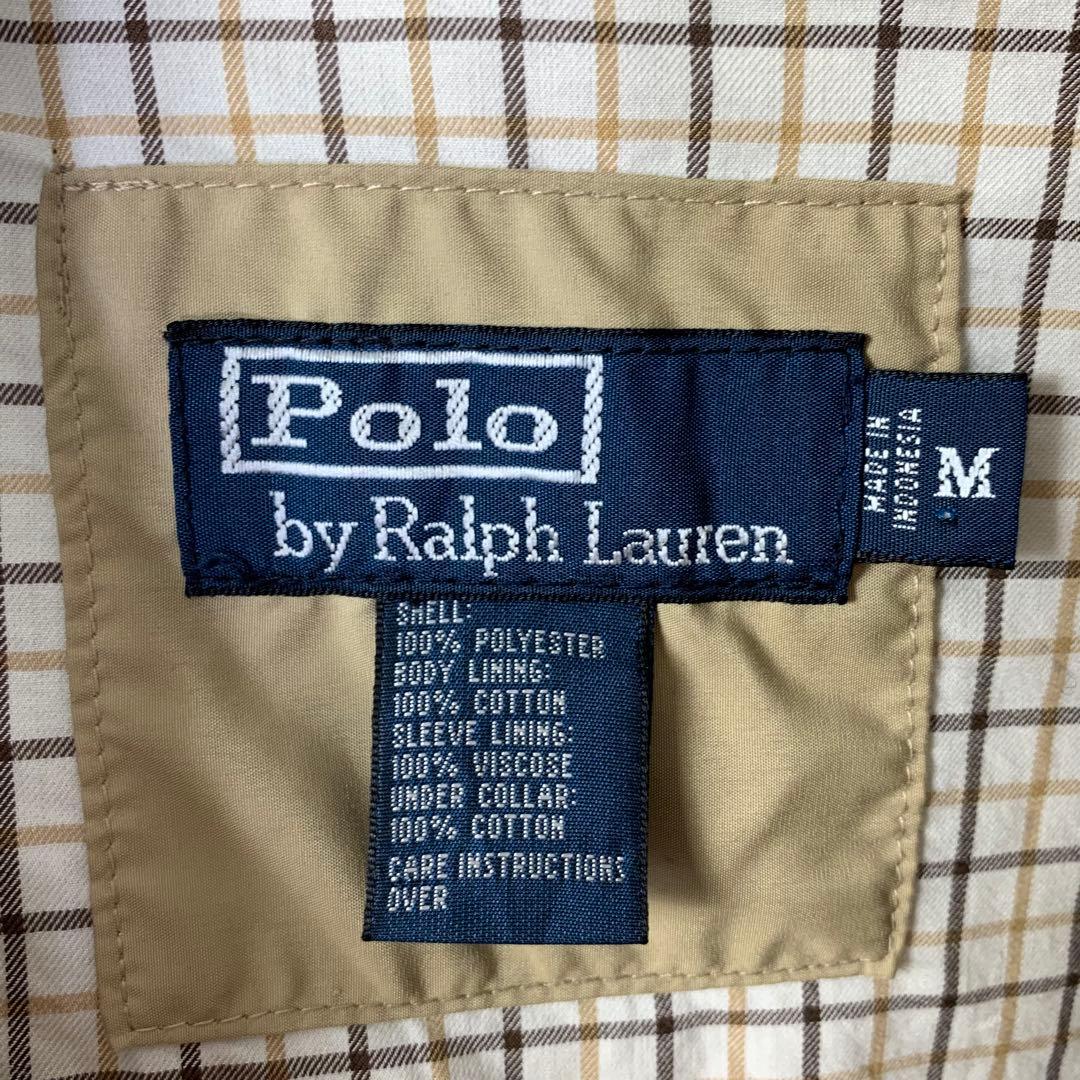 Polo
by Ralph Lauren
MADE IN
INDONESIA
M
SHELL:
100% POLYESTER
BODY LINING:
100% COTTON
SLEEVE LINING:
100% VISCOSE
UNDER COLLAR:
100% COTTON
CARE INSTRUCTIONS
OVER